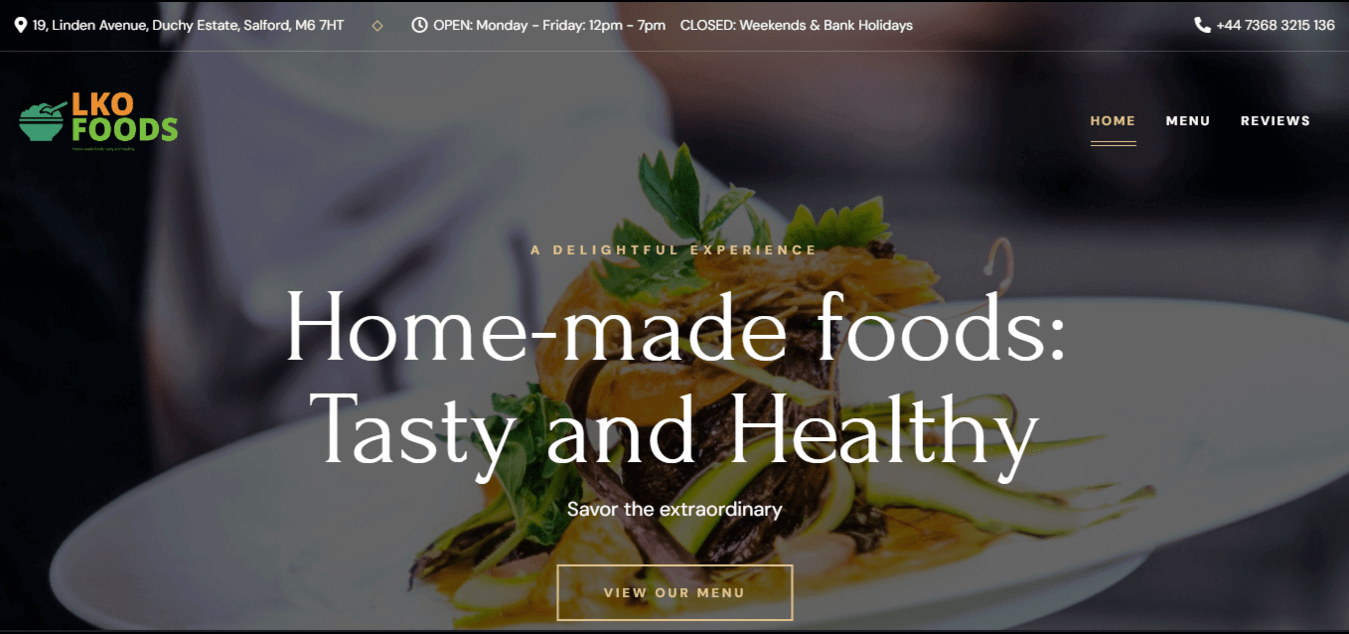 19, Linden Avenue, Duchy Estate, Salford, M6 7HT
OPEN: Monday - Friday: 12pm - 7pm CLOSED: Weekends & Bank Holidays
+44 7368 3215 136
LKO
FOODS
HOME MENU REVIEWS
A DELIGHTFUL EXPERIENCE
Home-made foods:
Tasty and Healthy
Savor the extraordinary
VIEW OUR MENU